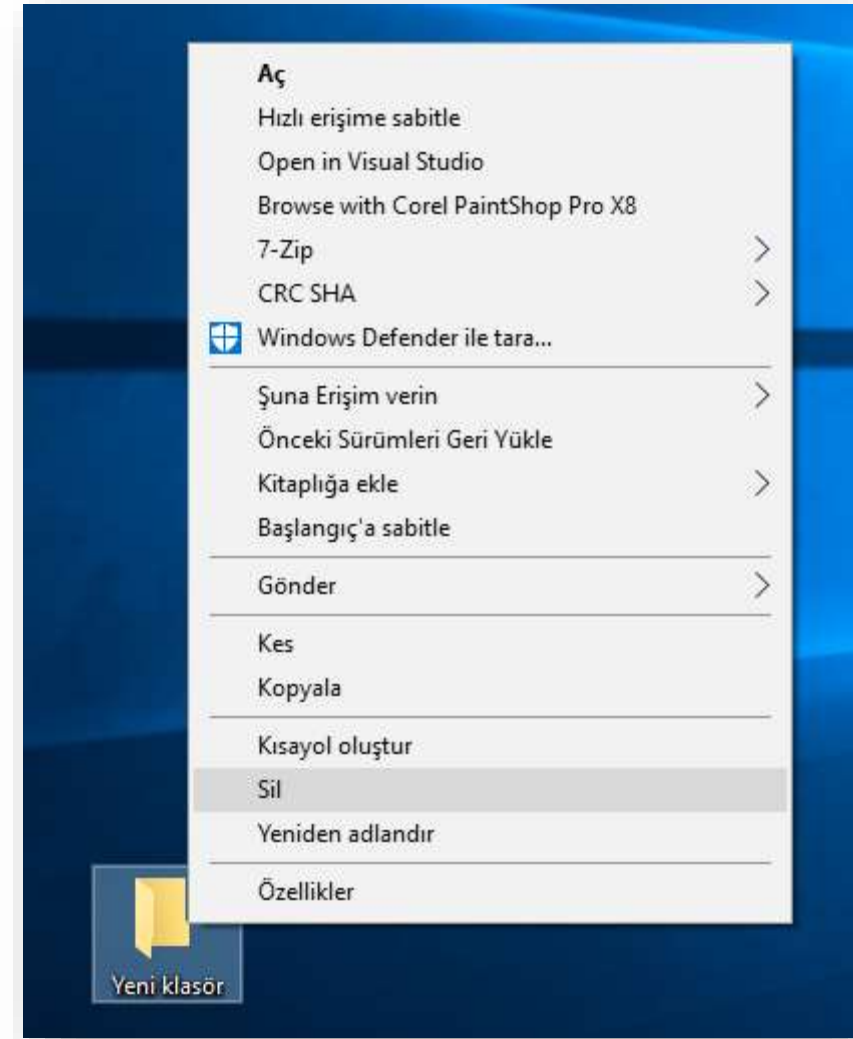 Aç
Hızlı erişime sabitle
Open in Visual Studio
Browse with Corel PaintShop Pro X8
7-Zip
CRC SHA
Windows Defender ile tara...
Şuna Erişim verin
Önceki Sürümleri Geri Yükle
Kitaplığa ekle
Başlangıç'a sabitle
Gönder
Kes
Kopyala
Kısayol oluştur
Sil
Yeniden adlandır
Özellikler
Yeni klasör